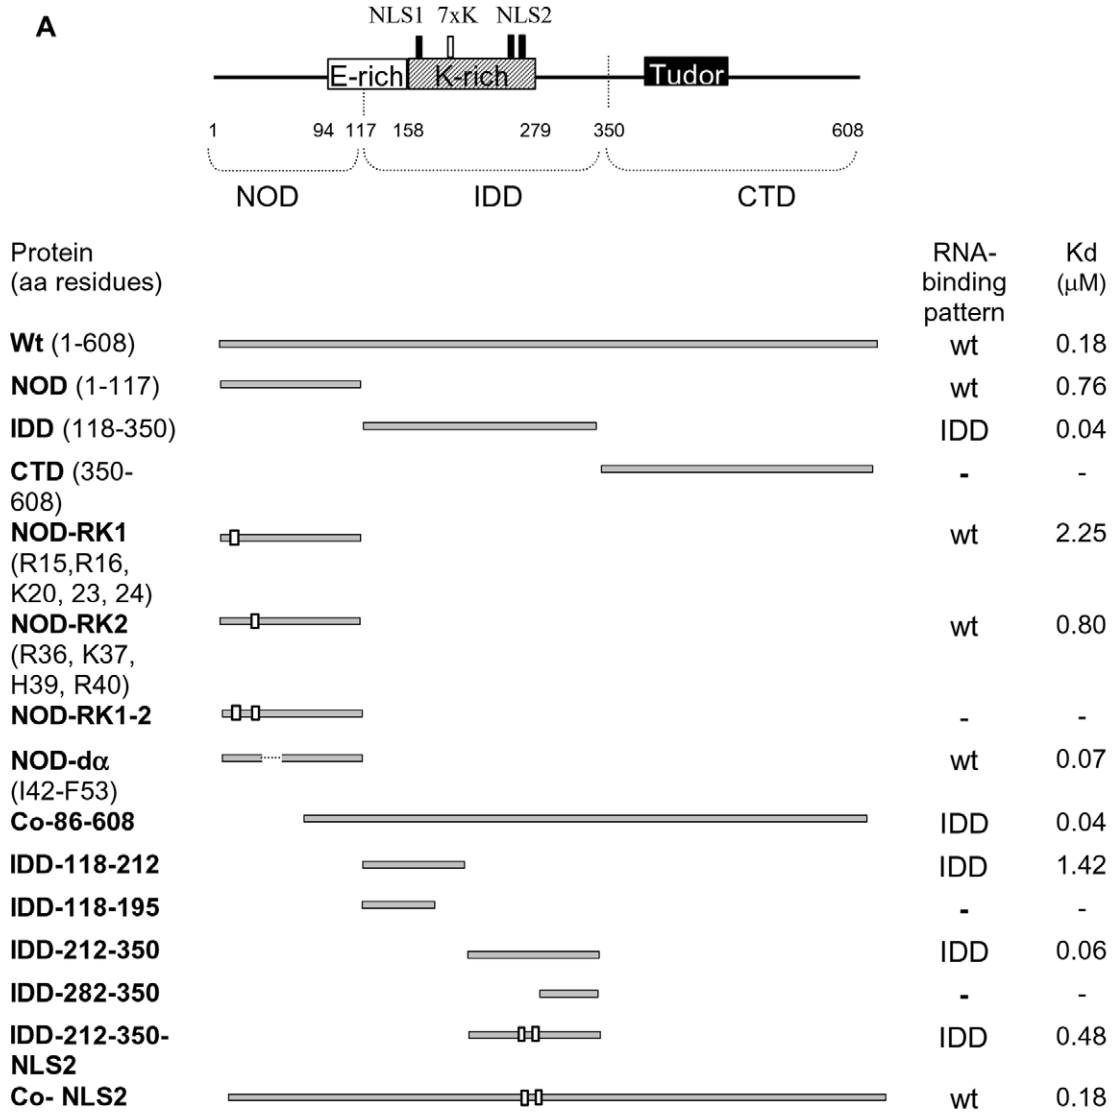 A
NLS1 7xK NLS2
E-rich K-rich Tudor
1 94 117 158 279 350 608
NOD IDD CTD
Protein
(aa residues)
RNA-
binding
pattern
Kd
(μM)
Wt (1-608) wt 0.18
NOD (1-117) wt 0.76
IDD (118-350) IDD 0.04
CTD (350- - -
608)
NOD-RK1 wt 2.25
(R15,R16,
K20, 23, 24)
NOD-RK2 wt 0.80
(R36, K37,
H39, R40)
NOD-RK1-2 - -
NOD-dα wt 0.07
(I42-F53)
Co-86-608 IDD 0.04
IDD-118-212 IDD 1.42
IDD-118-195 - -
IDD-212-350 IDD 0.06
IDD-282-350 - -
IDD-212-350- IDD 0.48
NLS2
Co- NLS2 wt 0.18